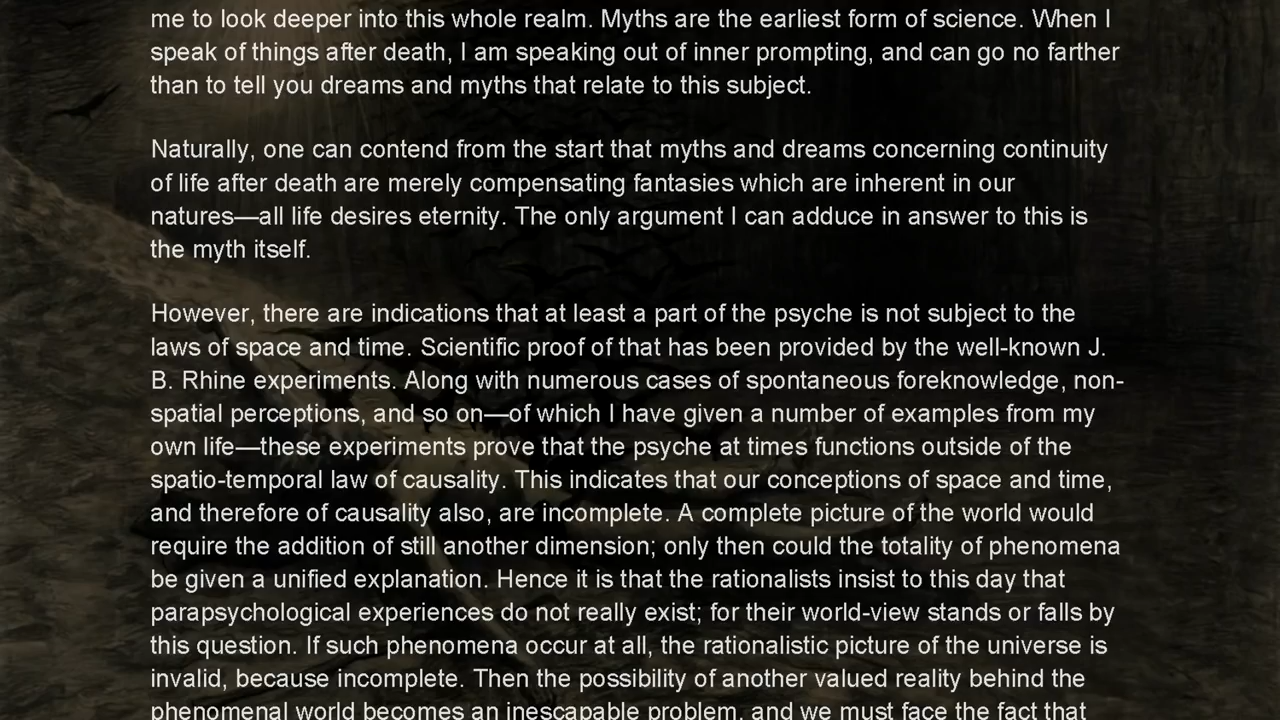 me to look deeper into this whole realm. Myths are the earliest form of science. When I
speak of things after death, I am speaking out of inner prompting, and can go no farther
than to tell you dreams and myths that relate to this subject.
Naturally, one can contend from the start that myths and dreams concerning continuity
of life after death are merely compensating fantasies which are inherent in our
natures—all life desires eternity. The only argument I can adduce in answer to this is
the myth itself.
However, there are indications that at least a part of the psyche is not subject to the
laws of space and time. Scientific proof of that has been provided by the well-known J.
B. Rhine experiments. Along with numerous cases of spontaneous foreknowledge, non-
spatial perceptions, and so on—of which I have given a number of examples from my
own life—these experiments prove that the psyche at times functions outside of the
spatio-temporal law of causality. This indicates that our conceptions of space and time,
and therefore of causality also, are incomplete. A complete picture of the world would
require the addition of still another dimension; only then could the totality of phenomena
be given a unified explanation. Hence it is that the rationalists insist to this day that
parapsychological experiences do not really exist; for their world-view stands or falls by
this question. If such phenomena occur at all, the rationalistic picture of the universe is
invalid, because incomplete. Then the possibility of another valued reality behind the
phenomenal world becomes an inescapable problem, and we must face the fact that